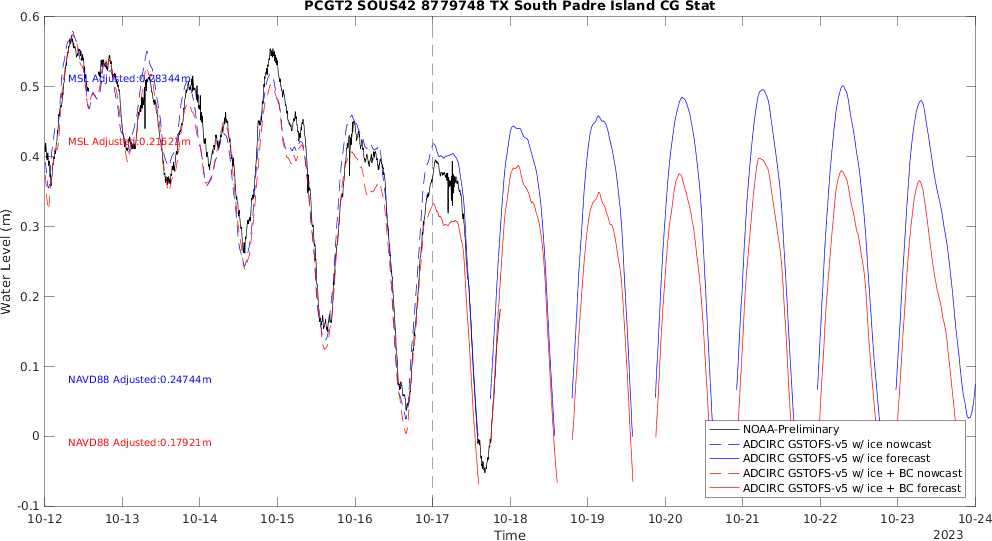 PCGT2 SOUS42 8779748 TX South Padre Island CG Stat
0.6
0.5
0.4
0.3
0.2
0.1
0
-0.1
Water Level (m)
MSL Adjusted:0.28344m
MSL Adjusted:0.21521m
NAVD88 Adjusted:0.24744m
NAVD88 Adjusted:0.17921m
NOAA-Preliminary
ADCIRC GSTOFS-v5 w/ ice nowcast
ADCIRC GSTOFS-v5 w/ ice forecast
ADCIRC GSTOFS-v5 w/ ice + BC nowcast
ADCIRC GSTOFS-v5 w/ ice + BC forecast
10-12 10-13 10-14 10-15 10-16 10-17 10-18 10-19 10-20 10-21 10-22 10-23 10-24
Time
2023